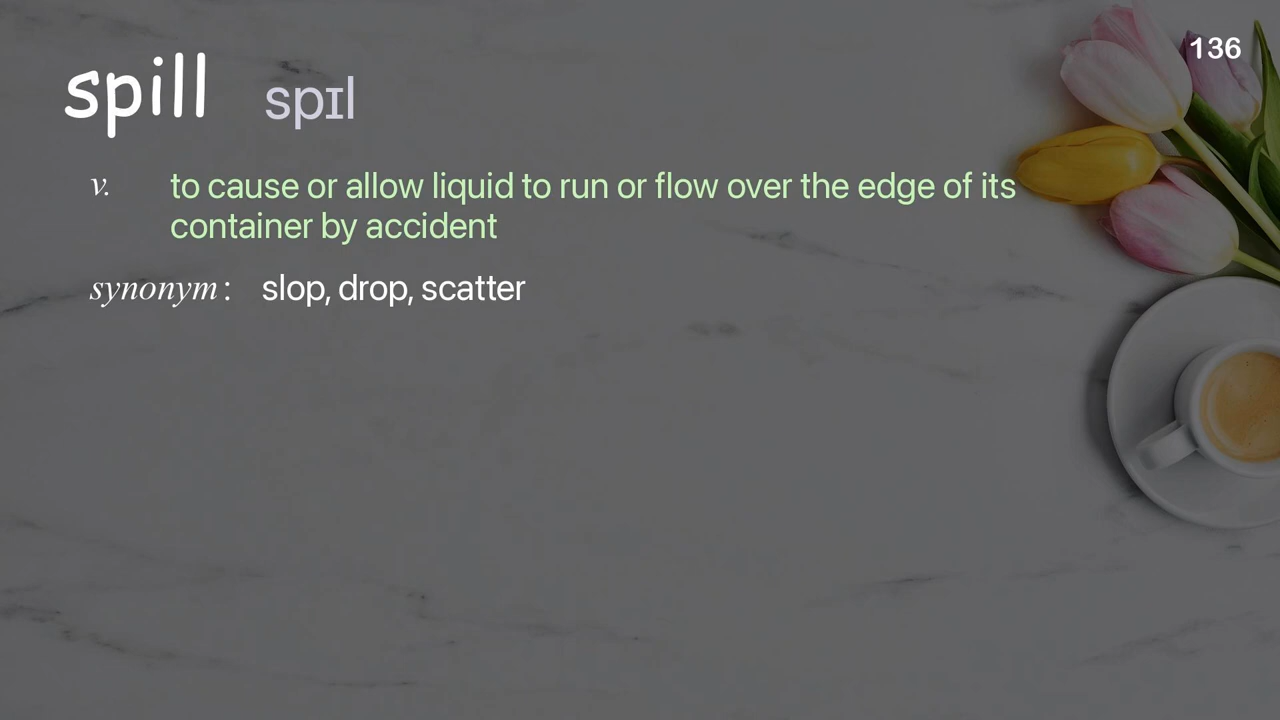 136
spill spɪl
v. to cause or allow liquid to run or flow over the edge of its
container by accident
synonym: slop, drop, scatter